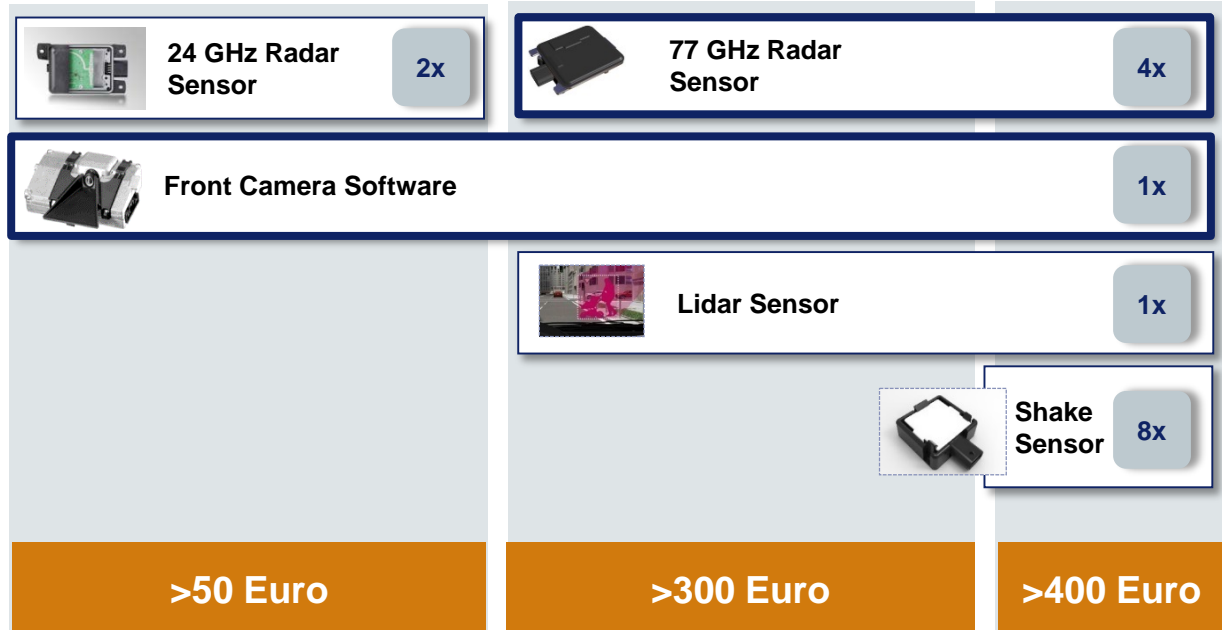 24 GHz Radar
Sensor
2x
77 GHz Radar
Sensor
4x
Front Camera Software
1x
Lidar Sensor
1x
Shake
Sensor
8x
>50 Euro
>300 Euro
>400 Euro